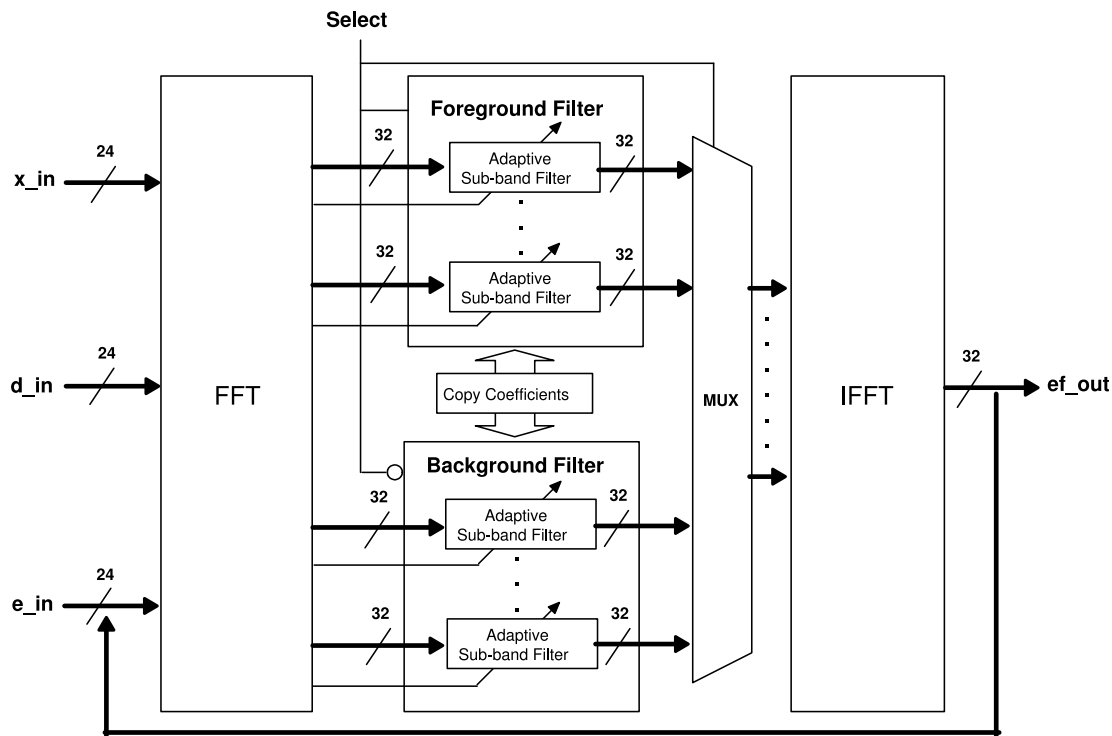 Select
Foreground Filter
32
Adaptive
Sub-band Filter
32
24
x_in
32
Adaptive
Sub-band Filter
32
24
d_in
FFT
Copy Coefficients
MUX
IFFT
32
ef_out
Background Filter
32
Adaptive
Sub-band Filter
32
24
e_in
32
Adaptive
Sub-band Filter
32